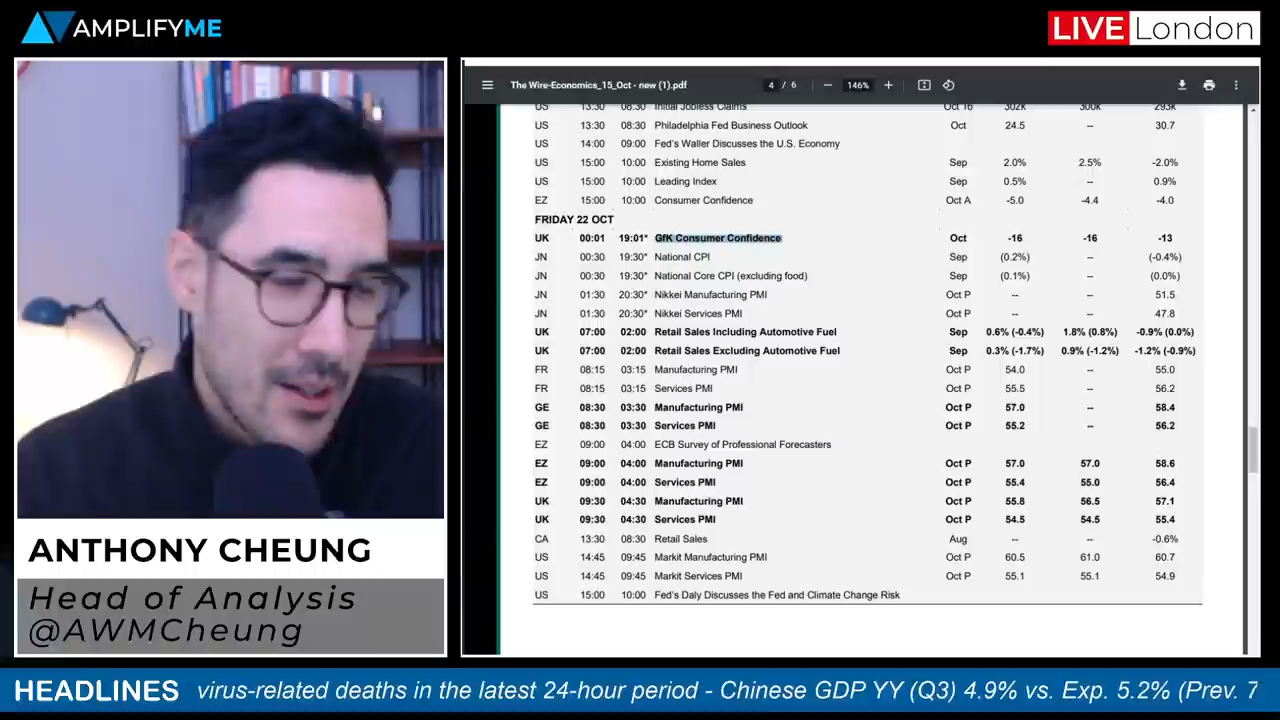 AMPLIFYME
LIVE London
The Wire-Economics_15_Oct - new (1).pdf 4 / 6 146%
US 13:30 08:30 Initial Jobless Claims Oct 16 302k 300k 293k
US 13:30 08:30 Philadelphia Fed Business Outlook Oct 24.5 -- 30.7
US 14:00 09:00 Fed's Waller Discusses the U.S. Economy
US 15:00 10:00 Existing Home Sales Sep 2.0% 2.5% -2.0%
US 15:00 10:00 Leading Index Sep 0.5% -- 0.9%
EZ 15:00 10:00 Consumer Confidence Oct A -5.0 -4.4 -4.0
FRIDAY 22 OCT
UK 00:01 19:01* GfK Consumer Confidence Oct -16 -16 -13
JN 00:30 19:30* National CPI Sep (0.2%) -- (-0.4%)
JN 00:30 19:30* National Core CPI (excluding food) Sep (0.1%) -- (0.0%)
JN 01:30 20:30* Nikkei Manufacturing PMI Oct P -- -- 51.5
JN 01:30 20:30* Nikkei Services PMI Oct P -- -- 47.8
UK 07:00 02:00 Retail Sales Including Automotive Fuel Sep 0.6% (-0.4%) 1.8% (0.8%) -0.9% (0.0%)
UK 07:00 02:00 Retail Sales Excluding Automotive Fuel Sep 0.3% (-1.7%) 0.9% (-1.2%) -1.2% (-0.9%)
FR 08:15 03:15 Manufacturing PMI Oct P 54.0 -- 55.0
FR 08:15 03:15 Services PMI Oct P 55.5 -- 56.2
GE 08:30 03:30 Manufacturing PMI Oct P 57.0 -- 58.4
GE 08:30 03:30 Services PMI Oct P 55.2 -- 56.2
EZ 09:00 04:00 ECB Survey of Professional Forecasters
EZ 09:00 04:00 Manufacturing PMI Oct P 57.0 57.0 58.6
EZ 09:00 04:00 Services PMI Oct P 55.4 55.0 56.4
UK 09:30 04:30 Manufacturing PMI Oct P 55.8 56.5 57.1
UK 09:30 04:30 Services PMI Oct P 54.5 54.5 55.4
CA 13:30 08:30 Retail Sales Aug -- -- -0.6%
US 14:45 09:45 Markit Manufacturing PMI Oct P 60.5 61.0 60.7
US 14:45 09:45 Markit Services PMI Oct P 55.1 55.1 54.9
US 15:00 10:00 Fed's Daly Discusses the Fed and Climate Change Risk
ANTHONY CHEUNG
Head of Analysis
@AWMCheung
HEADLINES virus-related deaths in the latest 24-hour period - Chinese GDP YY (Q3) 4.9% vs. Exp. 5.2% (Prev. 7